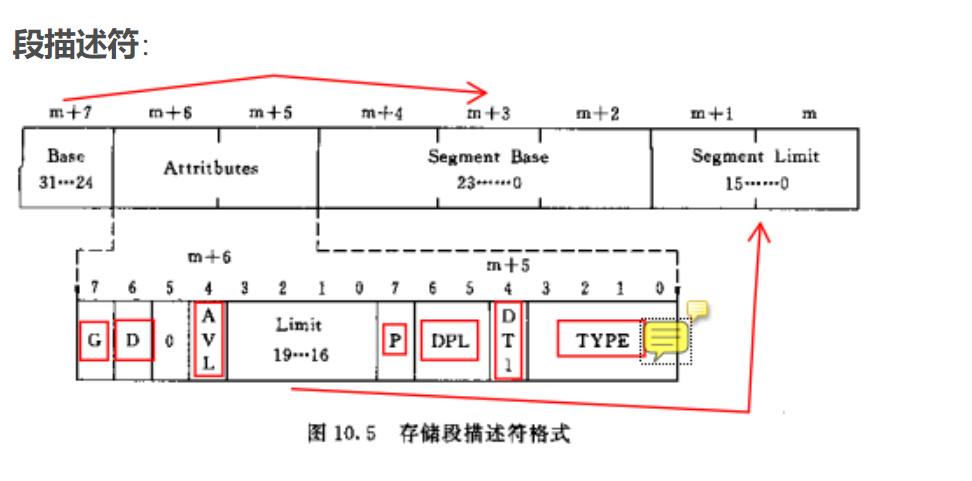 段描述符:
m+7 m+6 m+5 m+4 m+3 m+2 m+1 m
Base Attritbutes Segment Base Segment Limit
31…24 23……0 15……0
m+6 m+5
7 6 5 4 3 2 1 0 7 6 5 4 3 2 1 0
G D 0 AVL Limit 19…16 P DPL DT1 TYPE
图 10.5 存储段描述符格式